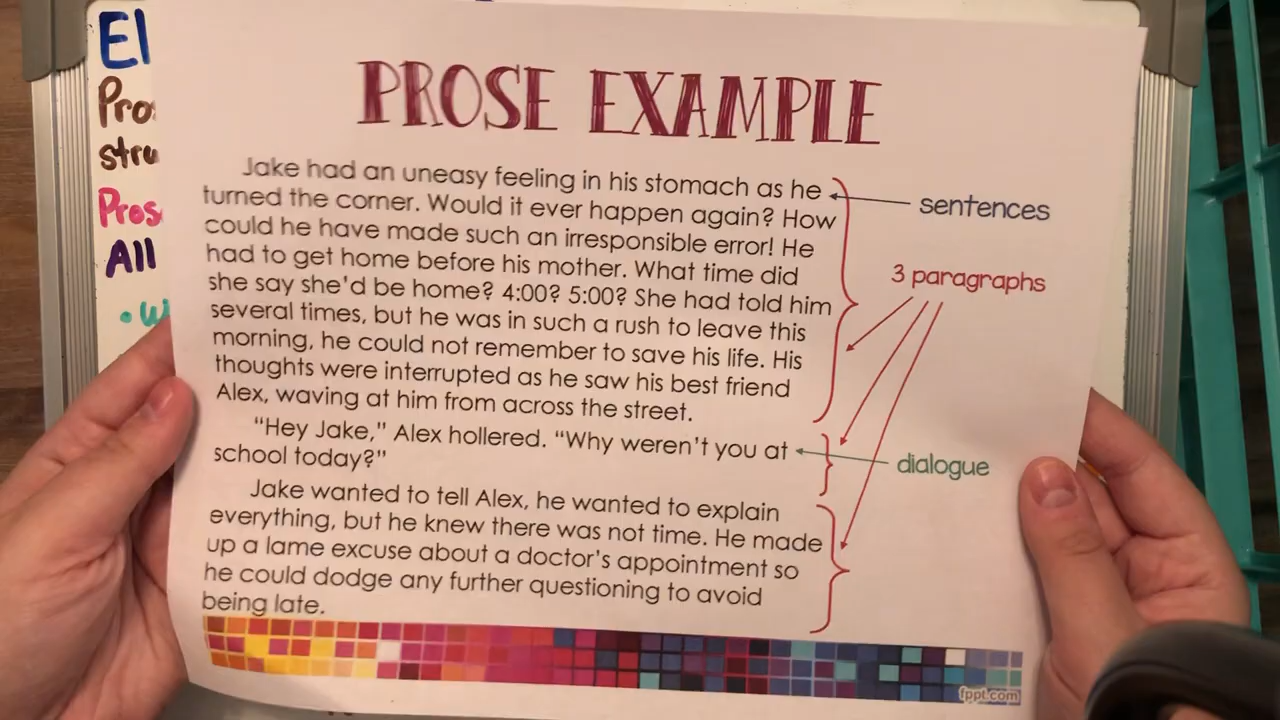 El
Pro
stru
Pros
All
PROSE EXAMPLE
Jake had an uneasy feeling in his stomach as he
turned the corner. Would it ever happen again? How
could he have made such an irresponsible error! He
had to get home before his mother. What time did
she say she'd be home? 4:00? 5:00? She had told him
several times, but he was in such a rush to leave this
morning, he could not remember to save his life. His
thoughts were interrupted as he saw his best friend
Alex, waving at him from across the street.
“Hey Jake,” Alex hollered. “Why weren't you at
school today?”
Jake wanted to tell Alex, he wanted to explain
everything, but he knew there was not time. He made
up a lame excuse about a doctor's appointment so
he could dodge any further questioning to avoid
being late.
sentences
3 paragraphs
dialogue
fppt.com